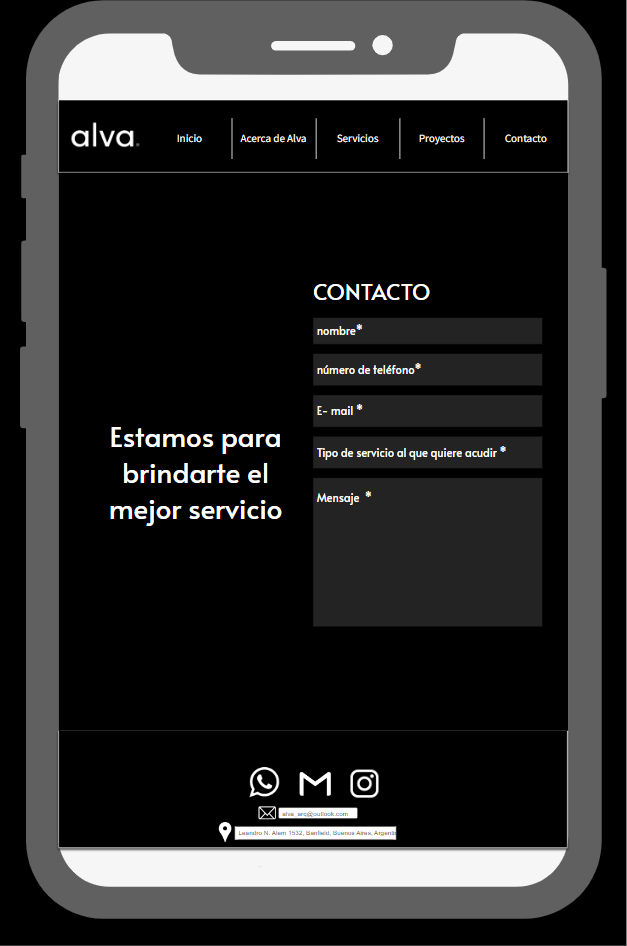 alva.
Inicio
Acerca de Alva
Servicios
Proyectos
Contacto
CONTACTO
nombre*
número de teléfono*
E- mail *
Tipo de servicio al que quiere acudir *
Mensaje *
Estamos para
brindarte el
mejor servicio
alva_arq@outlook.com
Leandro N. Alem 1532, Banfield, Buenos Aires, Argentin